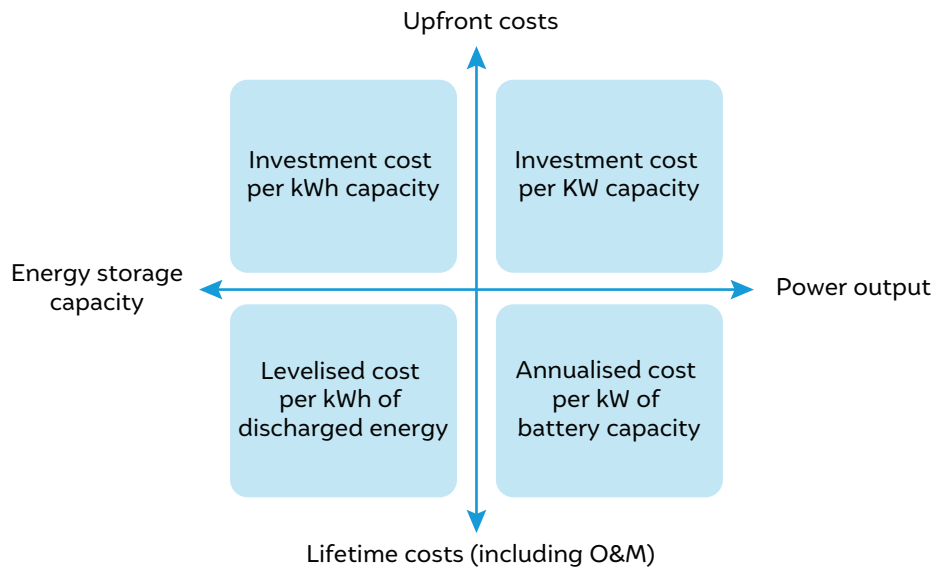 Upfront costs
Investment cost
per kWh capacity
Investment cost
per KW capacity
Energy storage
capacity
Power output
Levelised cost
per kWh of
discharged energy
Annualised cost
per kW of
battery capacity
Lifetime costs (including O&M)